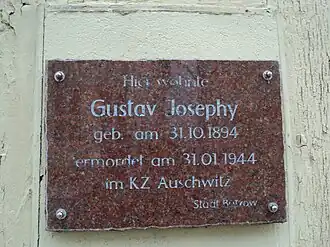 Hier wohnte
Gustav Josephy
geb. am 31.10.1894
ermordet am 31.01.1944
im KZ Auschwitz
Stadt Bützow